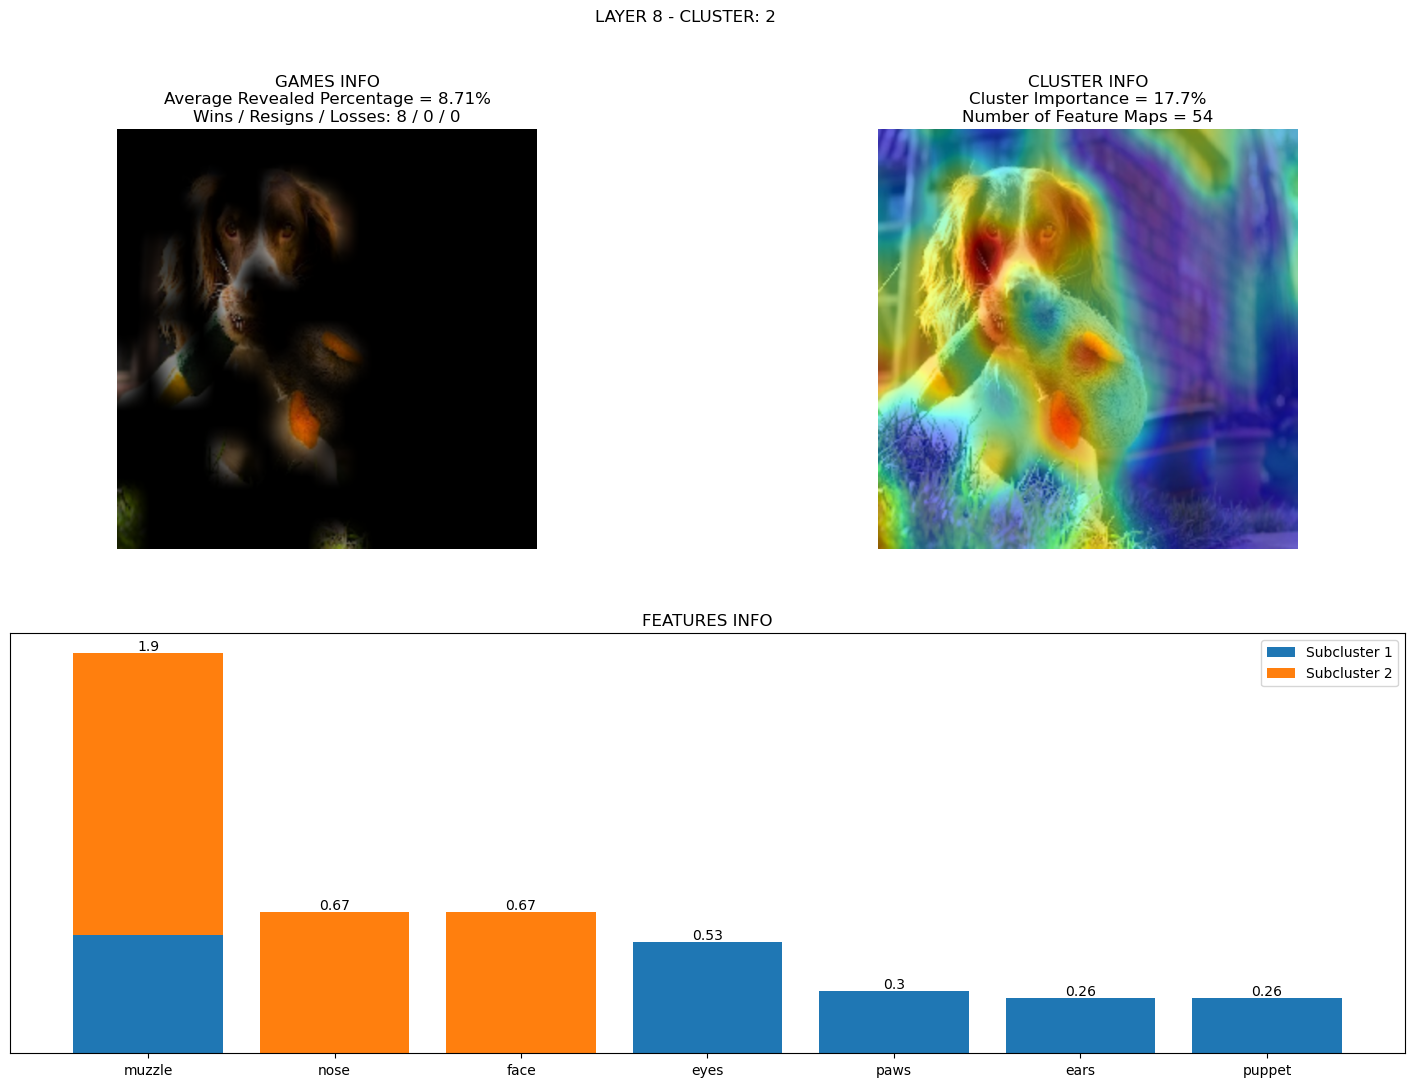 LAYER 8 - CLUSTER: 2
GAMES INFO
Average Revealed Percentage = 8.71%
Wins / Resigns / Losses: 8 / 0 / 0
CLUSTER INFO
Cluster Importance = 17.7%
Number of Feature Maps = 54
FEATURES INFO
1.9
0.67
0.67
0.53
0.3
0.26
0.26
Subcluster 1
Subcluster 2
muzzle
nose
face
eyes
paws
ears
puppet